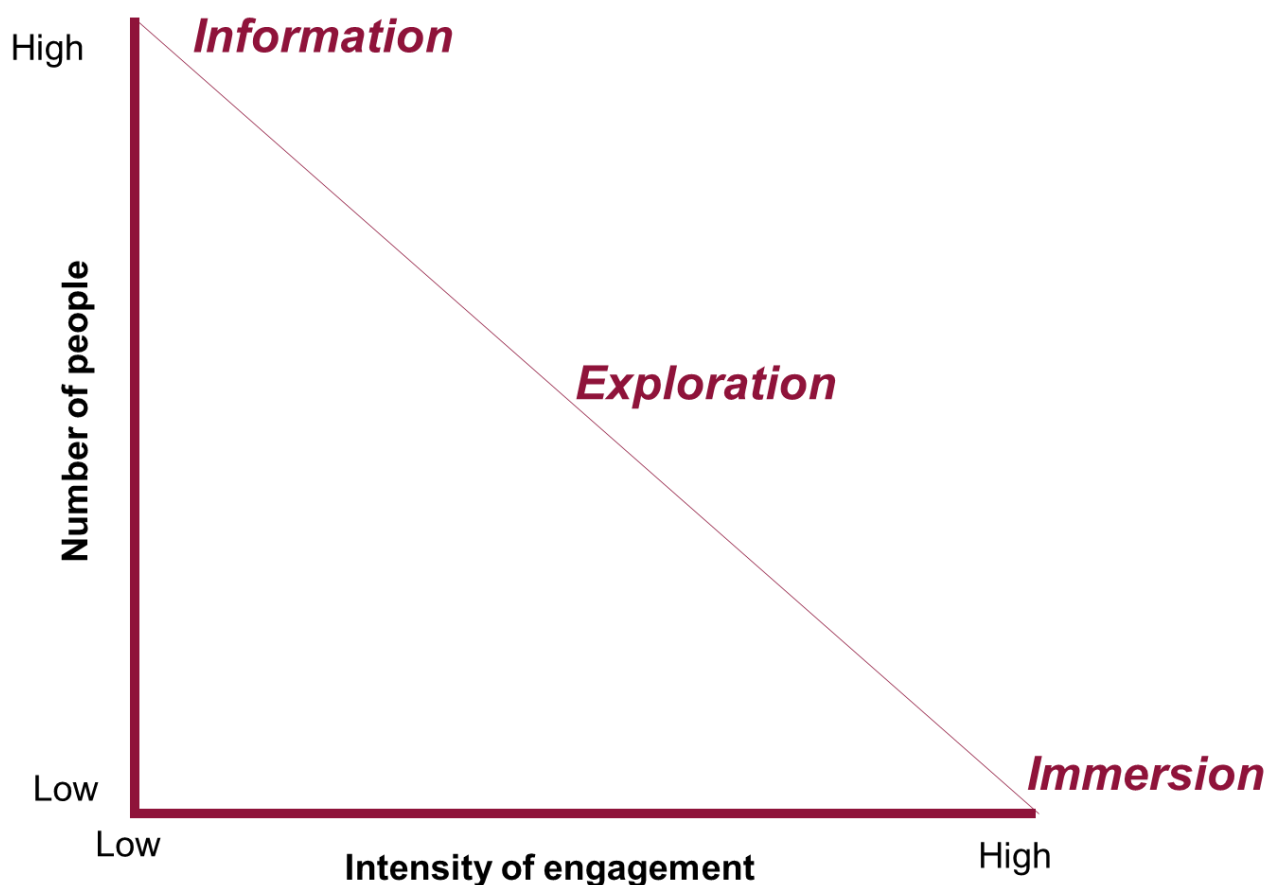 Information
High
Number of people
Exploration
Immersion
Low
Low
High
Intensity of engagement